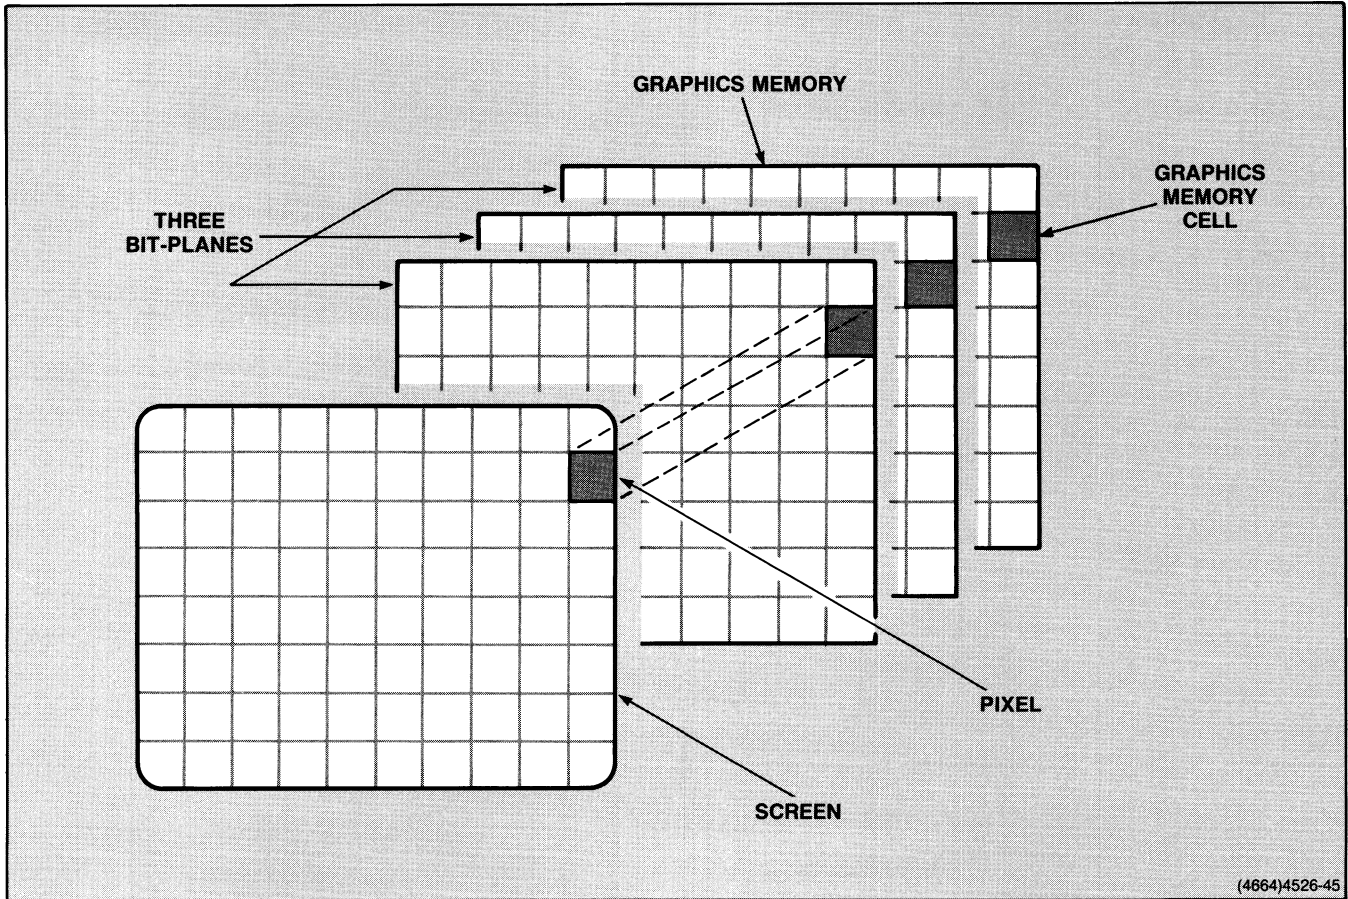 GRAPHICS MEMORY
GRAPHICS
MEMORY
CELL
THREE
BIT-PLANES
PIXEL
SCREEN
(4664)4526-45